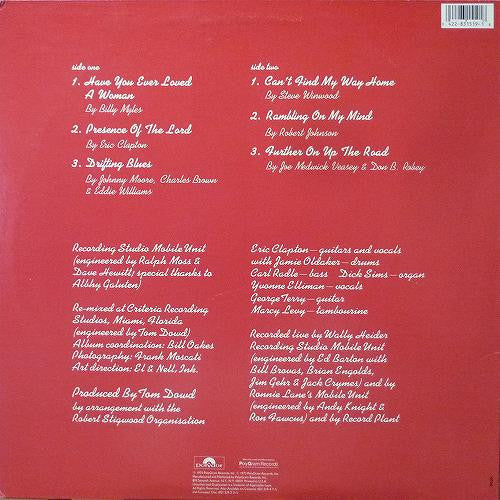 side one
1. Have You Ever Loved
A Woman
By Billy Myles
2. Presence Of The Lord
By Eric Clapton
3. Drifting Blues
By Johnny Moore, Charles Brown
& Eddie Williams
side two
1. Can't Find My Way Home
By Steve Winwood
2. Rambling On My Mind
By Robert Johnson
3. Further On Up The Road
By Joe Medwick Veasey & Don B. Robey
Recording Studio Mobile Unit
(engineered by Ralph Moss &
Dave Hewitt) special thanks to
Albhy Galuten)
Re-mixed at Criteria Recording
Studios, Miami, Florida
(engineered by Tom Dowd)
Album coordination: Bill Oakes
Photography: Frank Moscati
Art direction: El & Nell, Ink.
Produced By Tom Dowd
by arrangement with the
Robert Stigwood Organisation
Eric Clapton—guitars and vocals
with Jamie Oldaker—drums
Carl Radle—bass Dick Sims—organ
Yvonne Elliman—vocals
George Terry—guitar
Marcy Levy—tambourine
Recorded live by Wally Heider
Recording Studio Mobile Unit
(engineered by Ed Barton with
Bill Brovas, Brian Engolds,
Jim Gehr & Jack Crymes) and by
Ronnie Lane's Mobile Unit
(engineered by Andy Knight &
Ron Fawcus) and by Record Plant
Polydor
PolyGram Records